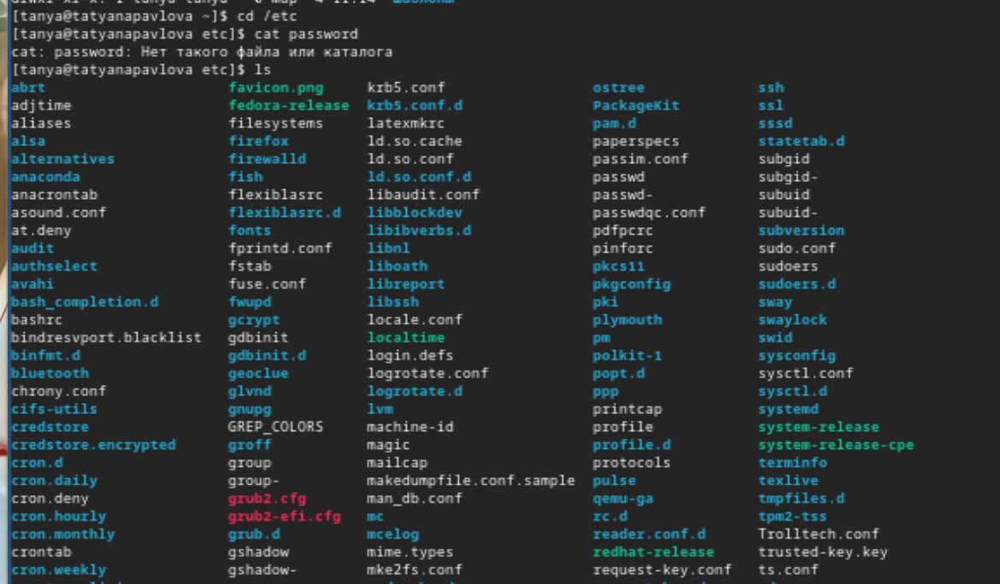 [tanya@tatyanapavlova ~]$ cd /etc
[tanya@tatyanapavlova etc]$ cat password
cat: password: Нет такого файла или каталога
[tanya@tatyanapavlova etc]$ ls
abrt favicon.png krb5.conf ostree ssh
adjtime fedora-release krb5.conf.d PackageKit ssl
aliases filesystems latexmkrc pam.d sssd
alsa firefox ld.so.cache paperspecs statetab.d
alternatives firewalld ld.so.conf passim.conf subgid
anaconda fish ld.so.conf.d passwd subgid-
anacrontab flexiblasrc libaudit.conf passwd- subuid
asound.conf flexiblasrc.d libblockdev passwdqc.conf subuid-
at.deny fonts libibverbs.d pdfpcrc subversion
audit fprintd.conf libnl pinforc sudo.conf
authselect fstab liboath pkcs11 sudoers
avahi fuse.conf libreport pkgconfig sudoers.d
bash_completion.d fwupd libssh pki sway
bashrc gcrypt locale.conf plymouth swaylock
bindresvport.blacklist gdbinit localtime pm swid
binfmt.d gdbinit.d login.defs polkit-1 sysconfig
bluetooth geoclue logrotate.conf popt.d sysctl.conf
chrony.conf glvnd logrotate.d ppp sysctl.d
cifs-utils gnupg lvm printcap systemd
credstore GREP_COLORS machine-id profile system-release
credstore.encrypted groff magic profile.d system-release-cpe
cron.d group mailcap protocols terminfo
cron.daily group- makedumpfile.conf.sample pulse texlive
cron.deny grub2.cfg man_db.conf qemu-ga tmpfiles.d
cron.hourly grub2-efi.cfg mc rc.d tpm2-tss
cron.monthly grub.d mcelog reader.conf.d Trolltech.conf
crontab gshadow mime.types redhat-release trusted-key.key
cron.weekly gshadow- mke2fs.conf request-key.conf ts.conf